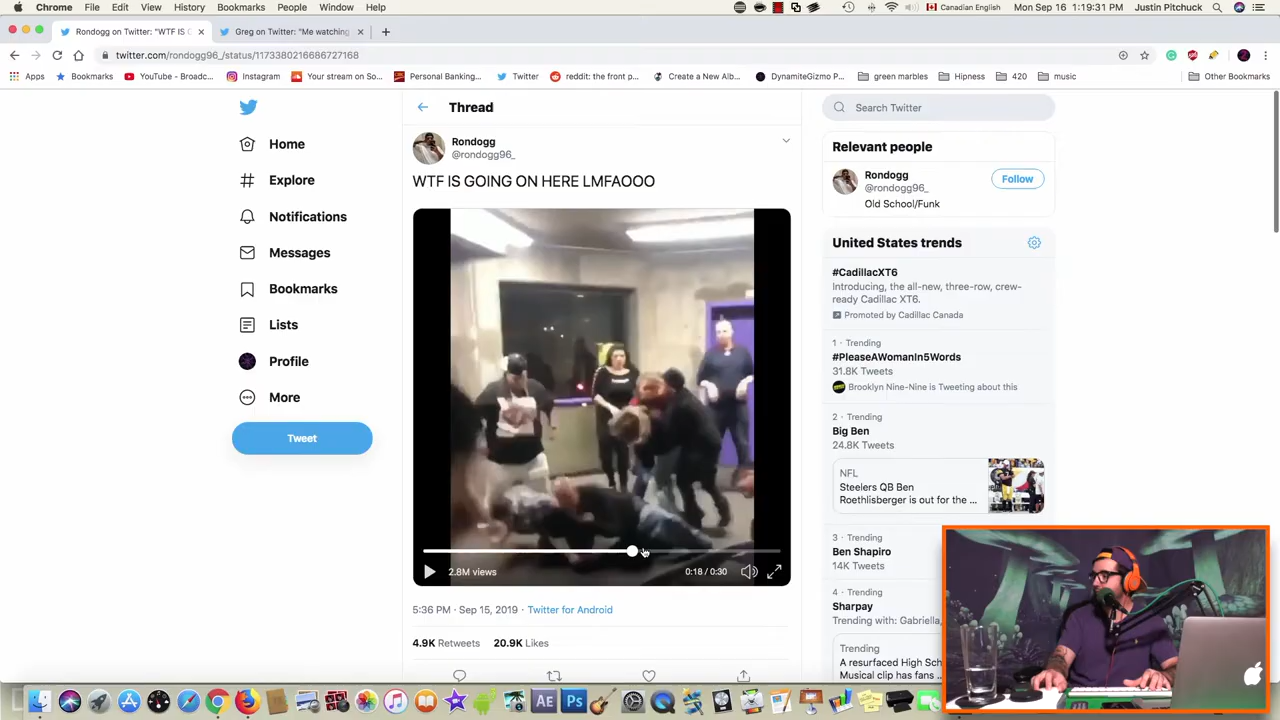 Chrome File Edit View History Bookmarks People Window Help Canadian English Mon Sep 16 1:19:31 PM Justin Pitchuck
Rondogg on Twitter: "WTF IS G Greg on Twitter: "Me watching
twitter.com/rondogg96_/status/1173380216686727168
Apps Bookmarks YouTube - Broadc... Instagram Your stream on So... Personal Banking... Twitter reddit: the front p... Create a New Alb... DynamiteGizmo P... green marbles Hipness 420 music Other Bookmarks
Home
Explore
Notifications
Messages
Bookmarks
Lists
Profile
More
Tweet
Thread
Rondogg
@rondogg96_
WTF IS GOING ON HERE LMFAOOO
2.8M views 0:18 / 0:30
5:36 PM · Sep 15, 2019 · Twitter for Android
4.9K Retweets 20.9K Likes
Search Twitter
Relevant people
Rondogg
@rondogg96_
Follow
Old School/Funk
United States trends
#CadillacXT6
Introducing, the all-new, three-row, crew-
ready Cadillac XT6.
Promoted by Cadillac Canada
1 · Trending
#PleaseAWomanIn5Words
31.8K Tweets
Brooklyn Nine-Nine is Tweeting about this
2 · Trending
Big Ben
24.8K Tweets
NFL
Steelers QB Ben
Roethlisberger is out for the ...
3 · Trending
Ben Shapiro
14K Tweets
4 · Trending
Sharpay
Trending with: Gabriella,
Trending
A resurfaced High Sch
Musical clip has fans
AE Ps